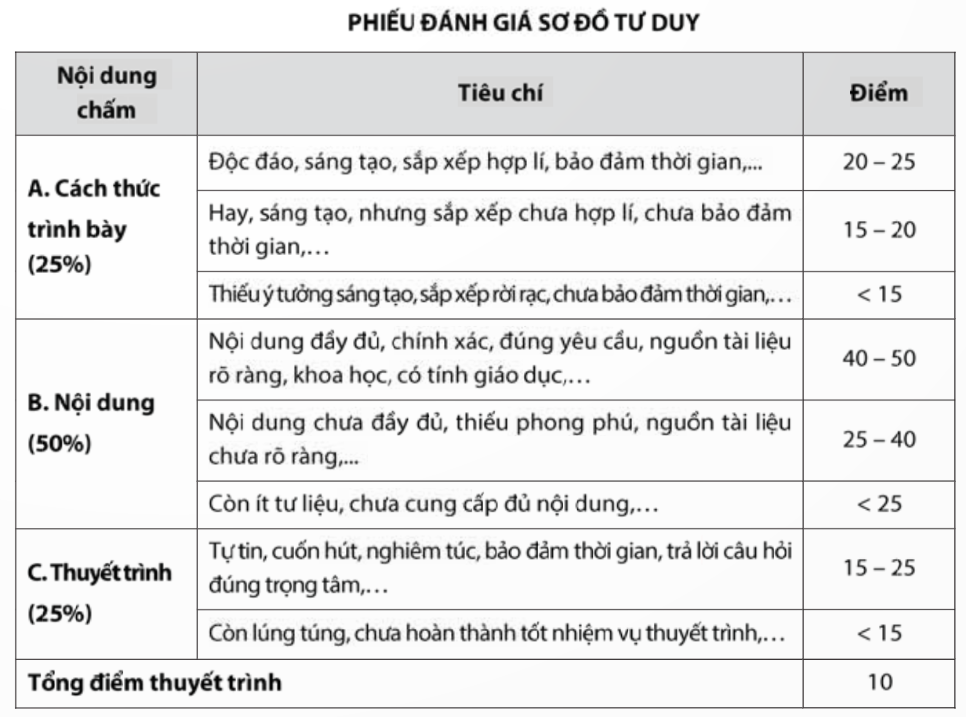 PHIẾU ĐÁNH GIÁ SƠ ĐỒ TƯ DUY
Nội dung
chấm
Tiêu chí
Điểm
A. Cách thức
trình bày
(25%)
Độc đáo, sáng tạo, sắp xếp hợp lí, bảo đảm thời gian,...
20 – 25
Hay, sáng tạo, nhưng sắp xếp chưa hợp lí, chưa bảo đảm
thời gian,…
15 – 20
Thiếu ý tưởng sáng tạo, sắp xếp rời rạc, chưa bảo đảm thời gian,…
< 15
B. Nội dung
(50%)
Nội dung đầy đủ, chính xác, đúng yêu cầu, nguồn tài liệu
rõ ràng, khoa học, có tính giáo dục,…
40 – 50
Nội dung chưa đầy đủ, thiếu phong phú, nguồn tài liệu
chưa rõ ràng,...
25 – 40
Còn ít tư liệu, chưa cung cấp đủ nội dung,…
< 25
C. Thuyết trình
(25%)
Tự tin, cuốn hút, nghiêm túc, bảo đảm thời gian, trả lời câu hỏi
đúng trọng tâm,…
15 – 25
Còn lúng túng, chưa hoàn thành tốt nhiệm vụ thuyết trình,…
< 15
Tổng điểm thuyết trình
10